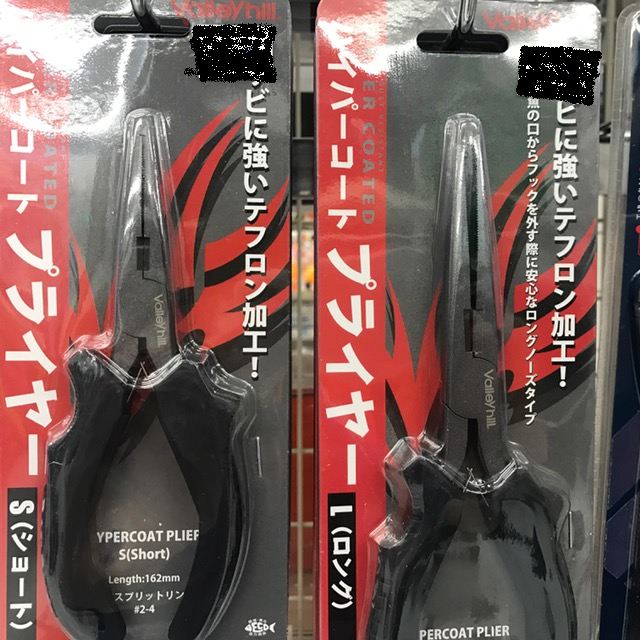 Valleyhill
ビに強いテフロン加工!
イパーコート プライヤー
S(ショート)
ER COATED
Valleyhill
YPERCOAT PLIER
S(Short)
Length:162mm
スプリットリン
#2-4
Valleyhill
ビに強いテフロン加工!
魚の口からフックを外す際に安心なロングノーズタイプ
イパーコート プライヤー
L(ロング)
ER COATED
Valleyhill
PERCOAT PLIER